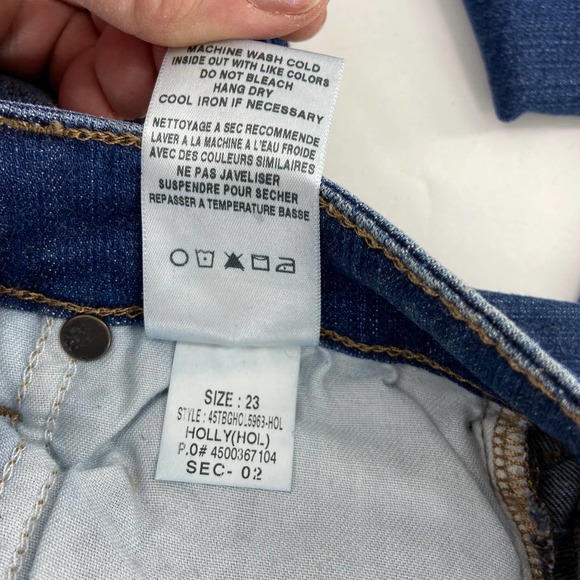 MACHINE WASH COLD
INSIDE OUT WITH LIKE COLORS
DO NOT BLEACH
HANG DRY
COOL IRON IF NECESSARY
NETTOYAGE A SEC RECOMMENDE
LAVER A LA MACHINE A L'EAU FROIDE
AVEC DES COULEURS SIMILAIRES
NE PAS JAVELISER
SUSPENDRE POUR SECHER
REPASSER A TEMPERATURE BASSE
SIZE : 23
STYLE : 45TBGHOL5963-HOL
HOLLY(HOL)
P.O# 4500367104
SEC- 02